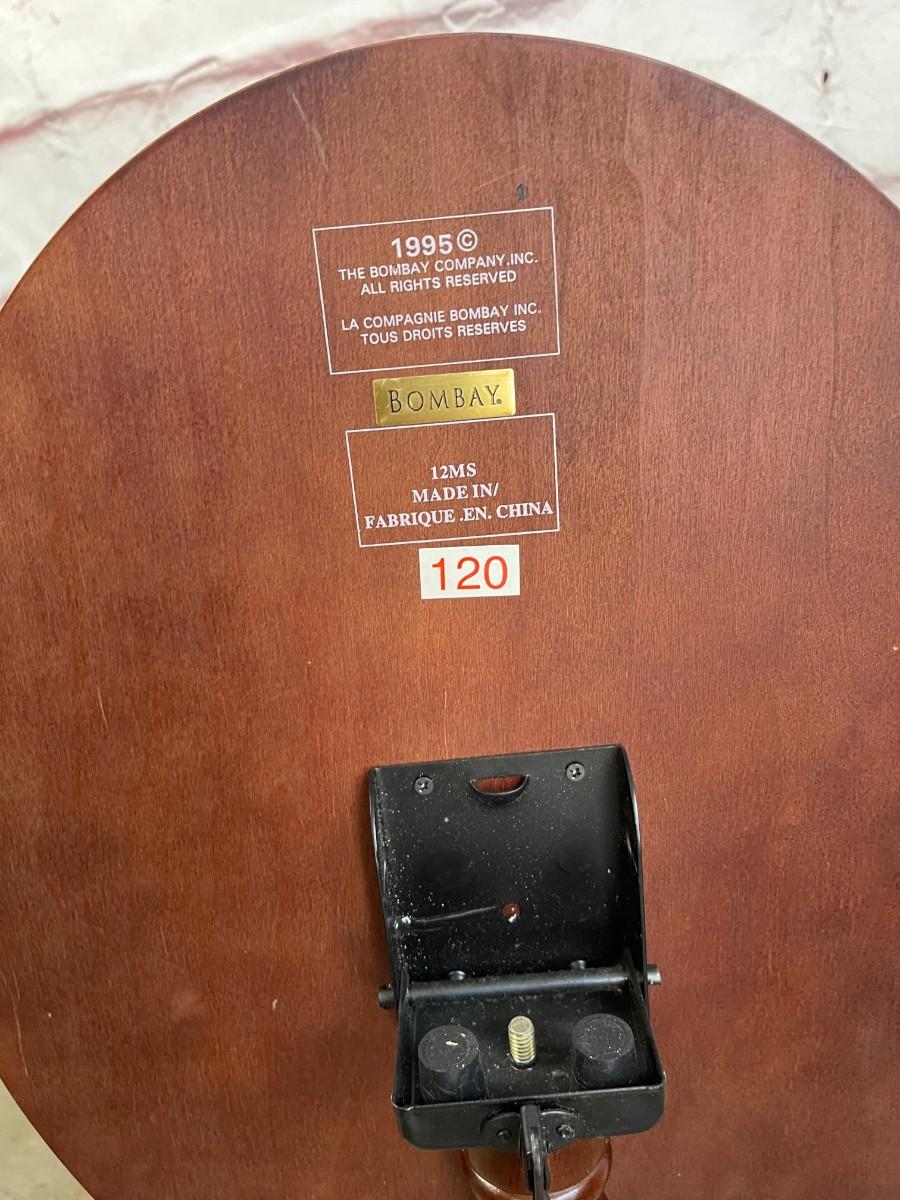 1995©
THE BOMBAY COMPANY,INC.
ALL RIGHTS RESERVED
LA COMPAGNIE BOMBAY INC.
TOUS DROITS RESERVES
BOMBAY®
12MS
MADE IN/
FABRIQUE .EN. CHINA
120